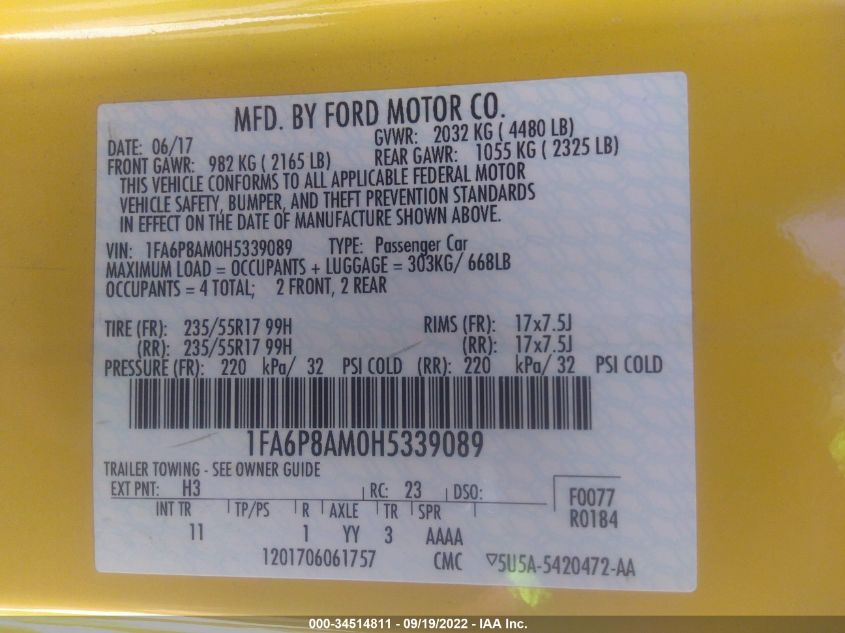 MFD. BY FORD MOTOR CO.
DATE: 06/17 GVWR: 2032 KG ( 4480 LB)
FRONT GAWR: 982 KG ( 2165 LB) REAR GAWR: 1055 KG ( 2325 LB)
THIS VEHICLE CONFORMS TO ALL APPLICABLE FEDERAL MOTOR
VEHICLE SAFETY, BUMPER, AND THEFT PREVENTION STANDARDS
IN EFFECT ON THE DATE OF MANUFACTURE SHOWN ABOVE.
VIN: 1FA6P8AM0H5339089 TYPE: Passenger Car
MAXIMUM LOAD = OCCUPANTS + LUGGAGE = 303KG/ 668LB
OCCUPANTS = 4 TOTAL; 2 FRONT, 2 REAR
TIRE (FR): 235/55R17 99H RIMS (FR): 17x7.5J
(RR): 235/55R17 99H (RR): 17x7.5J
PRESSURE (FR): 220 kPa/ 32 PSI COLD (RR): 220 kPa/ 32 PSI COLD
1FA6P8AM0H5339089
TRAILER TOWING - SEE OWNER GUIDE
EXT PNT: H3 RC: 23 DSO: F0077
INT TR TP/PS R AXLE TR SPR R0184
11 1 YY 3 AAAA
1201706061757 CMC ▽5U5A-5420472-AA
000-34514811 - 09/19/2022 - IAA Inc.